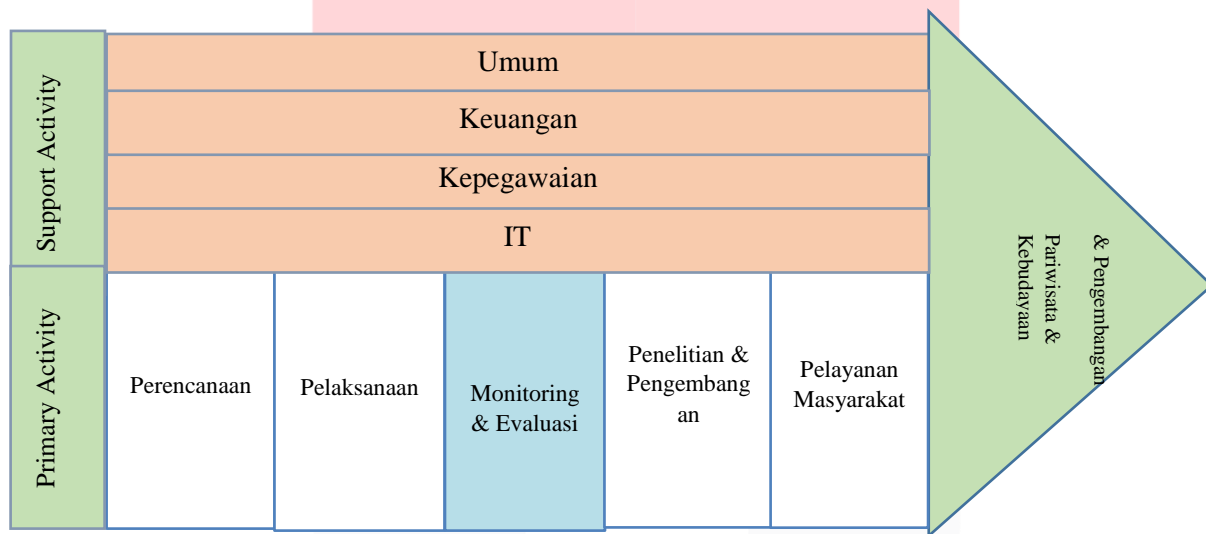 Support Activity
Umum
Keuangan
Kepegawaian
IT
Primary Activity
Perencanaan
Pelaksanaan
Monitoring
& Evaluasi
Penelitian &
Pengembang
an
Pelayanan
Masyarakat
& Pengembangan
Pariwisata &
Kebudayaan